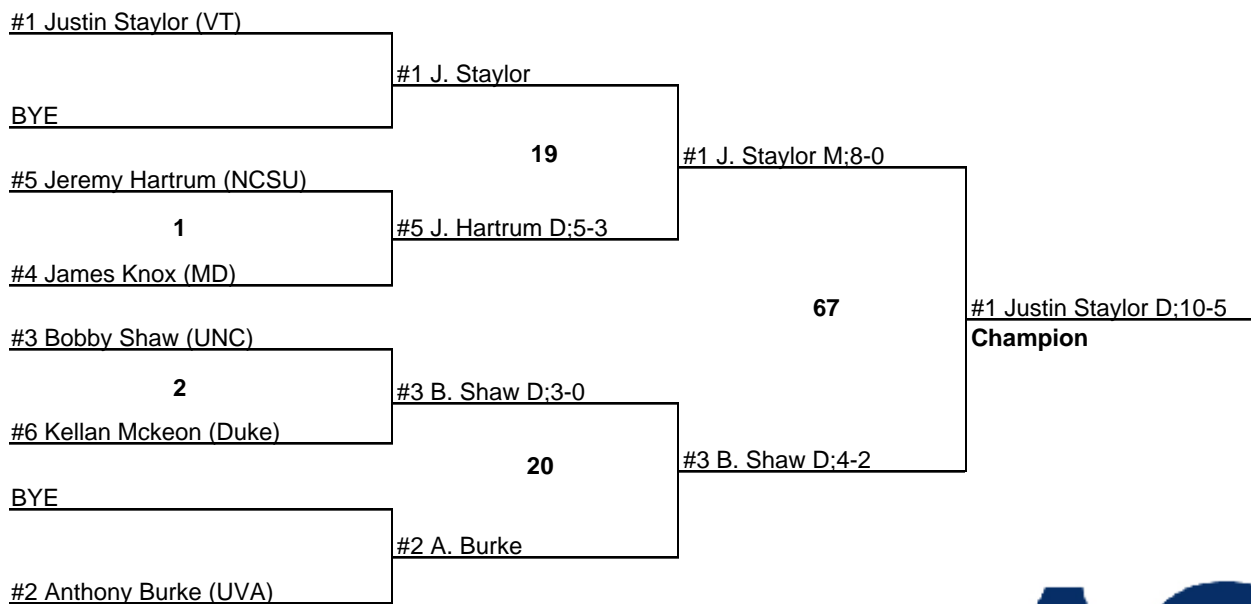 #1 Justin Staylor (VT)
#1 J. Staylor
BYE
19
#1 J. Staylor M;8-0
#5 Jeremy Hartrum (NCSU)
1
#5 J. Hartrum D;5-3
#4 James Knox (MD)
67
#1 Justin Staylor D;10-5
Champion
#3 Bobby Shaw (UNC)
2
#3 B. Shaw D;3-0
#6 Kellan Mckeon (Duke)
20
#3 B. Shaw D;4-2
BYE
#2 A. Burke
#2 Anthony Burke (UVA)